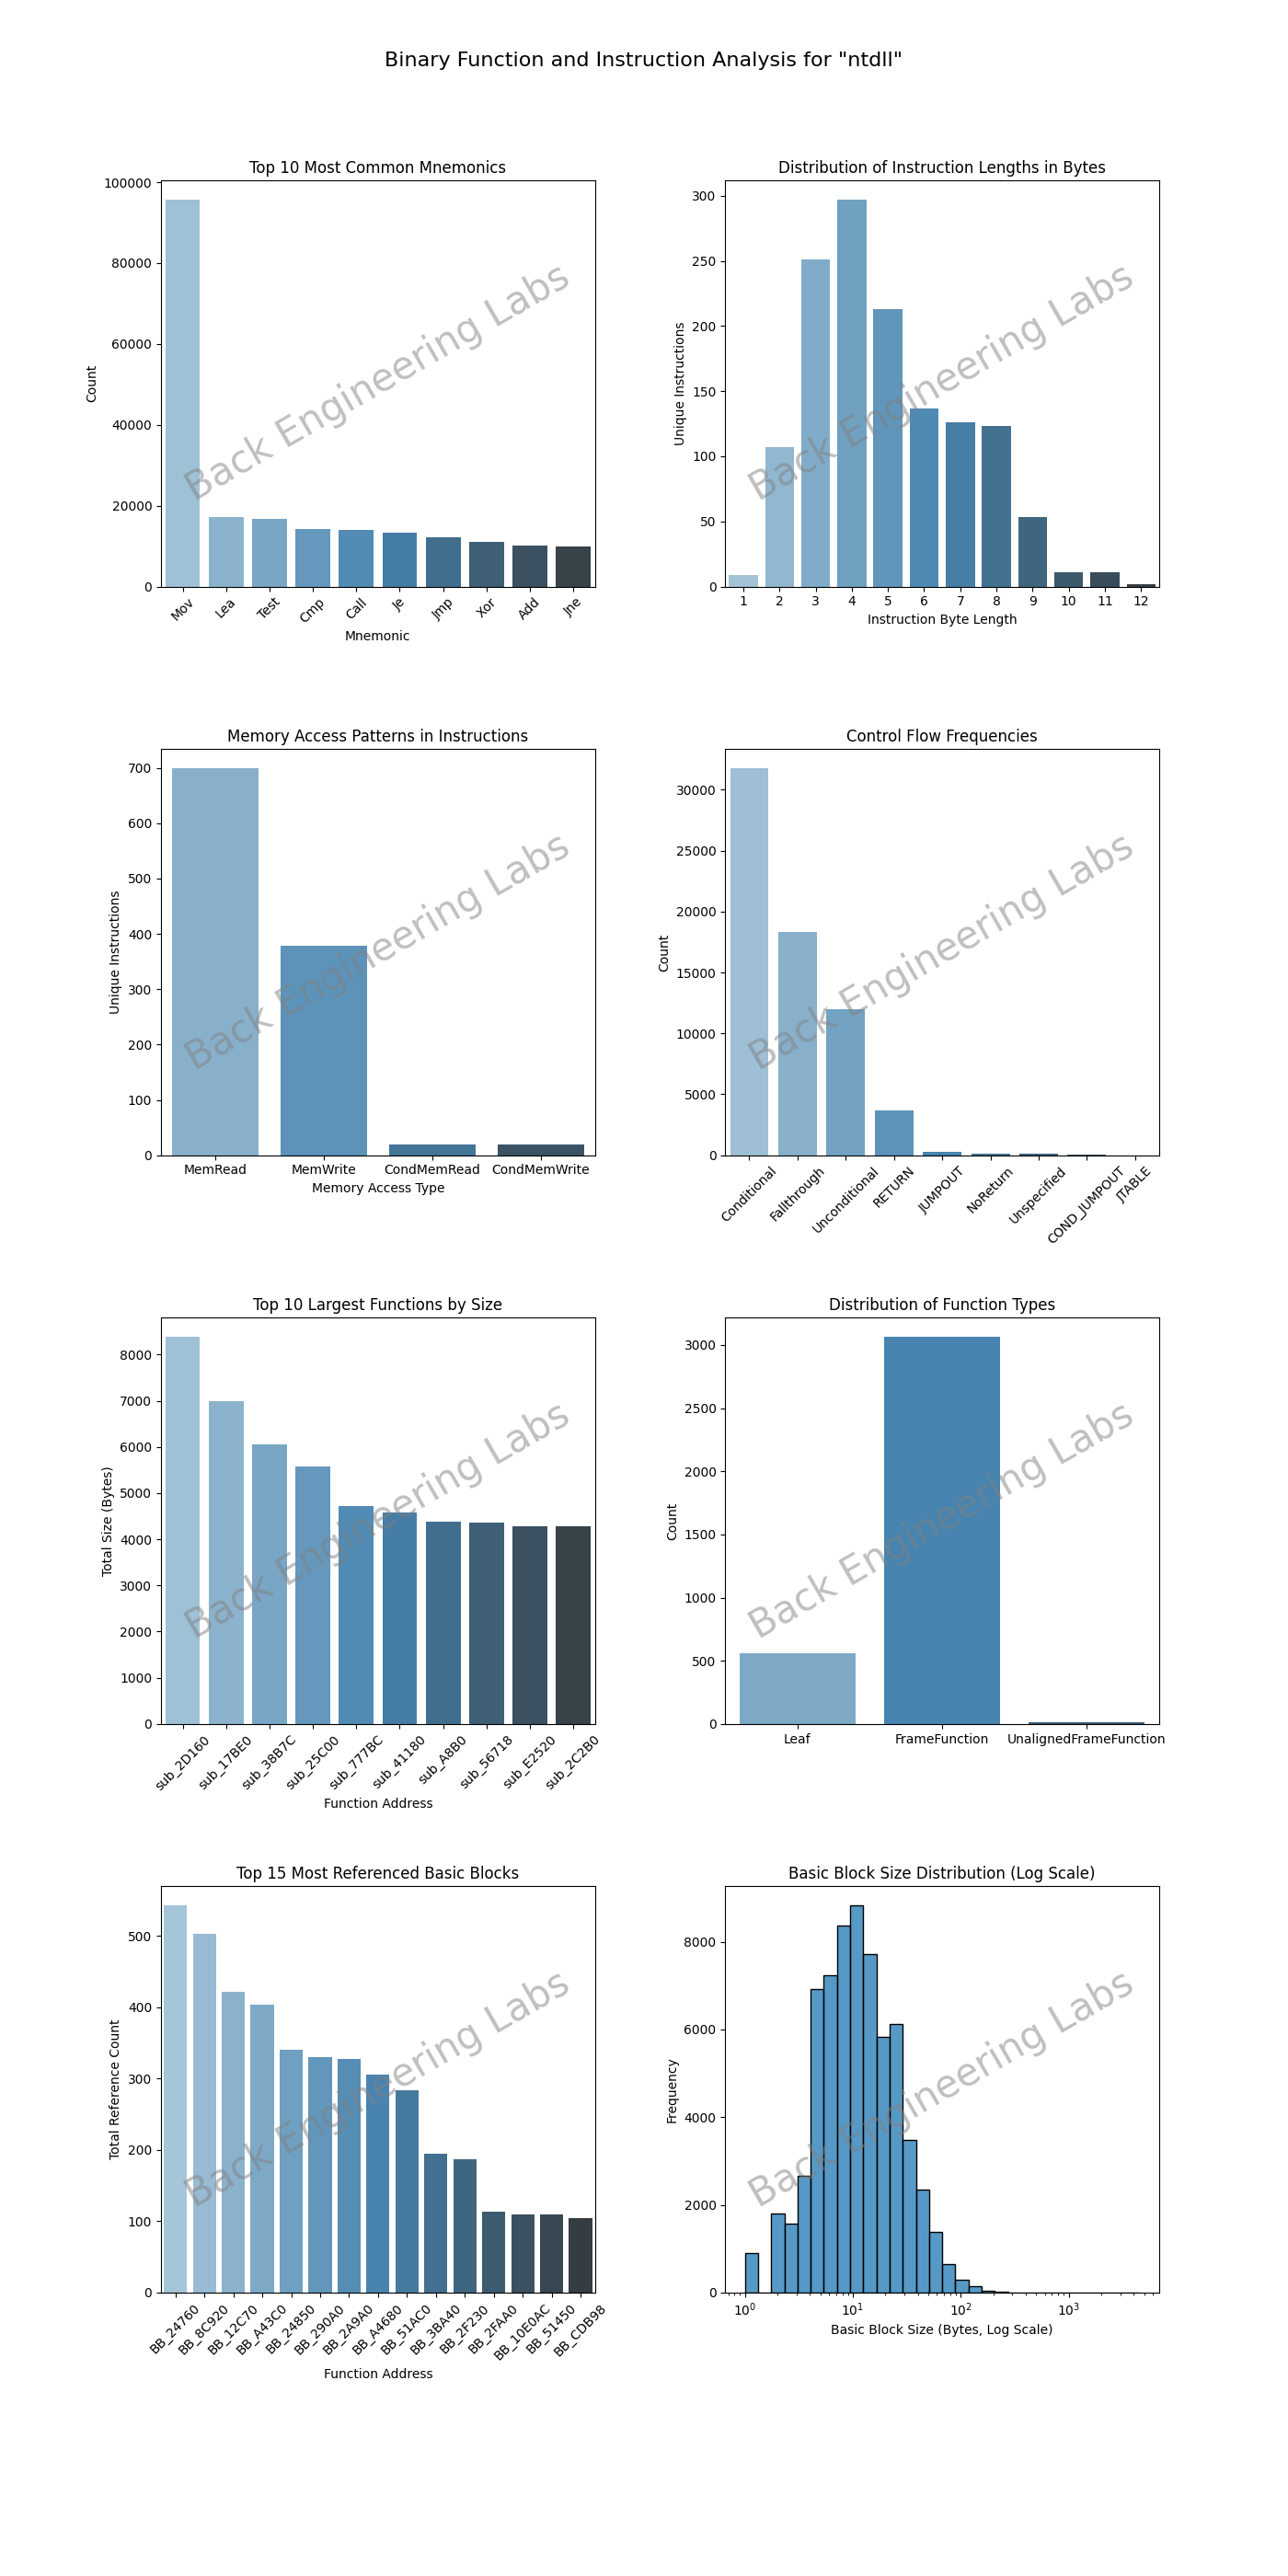 Binary Function and Instruction Analysis for "ntdll"
Top 10 Most Common Mnemonics
100000
80000
60000
40000
20000
0
Count
Mov Lea Test Cmp Call Je Jmp Xor Add Jne
Mnemonic
Back Engineering Labs
Distribution of Instruction Lengths in Bytes
300
250
200
150
100
50
0
Unique Instructions
1 2 3 4 5 6 7 8 9 10 11 12
Instruction Byte Length
Back Engineering Labs
Memory Access Patterns in Instructions
700
600
500
400
300
200
100
0
Unique Instructions
MemRead MemWrite CondMemRead CondMemWrite
Memory Access Type
Back Engineering Labs
Control Flow Frequencies
30000
25000
20000
15000
10000
5000
0
Count
Conditional Fallthrough Unconditional RETURN JUMPOUT NoReturn Unspecified COND_JUMPOUT JTABLE
Back Engineering Labs
Top 10 Largest Functions by Size
8000
7000
6000
5000
4000
3000
2000
1000
0
Total Size (Bytes)
sub_2D160 sub_17BE0 sub_38B7C sub_25C00 sub_777BC sub_41180 sub_A8B0 sub_56718 sub_E2520 sub_2C2B0
Function Address
Back Engineering Labs
Distribution of Function Types
3000
2500
2000
1500
1000
500
0
Count
Leaf FrameFunction UnalignedFrameFunction
Back Engineering Labs
Top 15 Most Referenced Basic Blocks
500
400
300
200
100
0
Total Reference Count
BB_24760 BB_8C920 BB_12C70 BB_A43C0 BB_24850 BB_290A0 BB_2A9A0 BB_A4680 BB_51AC0 BB_3BA40 BB_2F230 BB_2FAA0 BB_10E0AC BB_51450 BB_CDB98
Function Address
Back Engineering Labs
Basic Block Size Distribution (Log Scale)
8000
6000
4000
2000
0
Frequency
10⁰ 10¹ 10² 10³
Basic Block Size (Bytes, Log Scale)
Back Engineering Labs